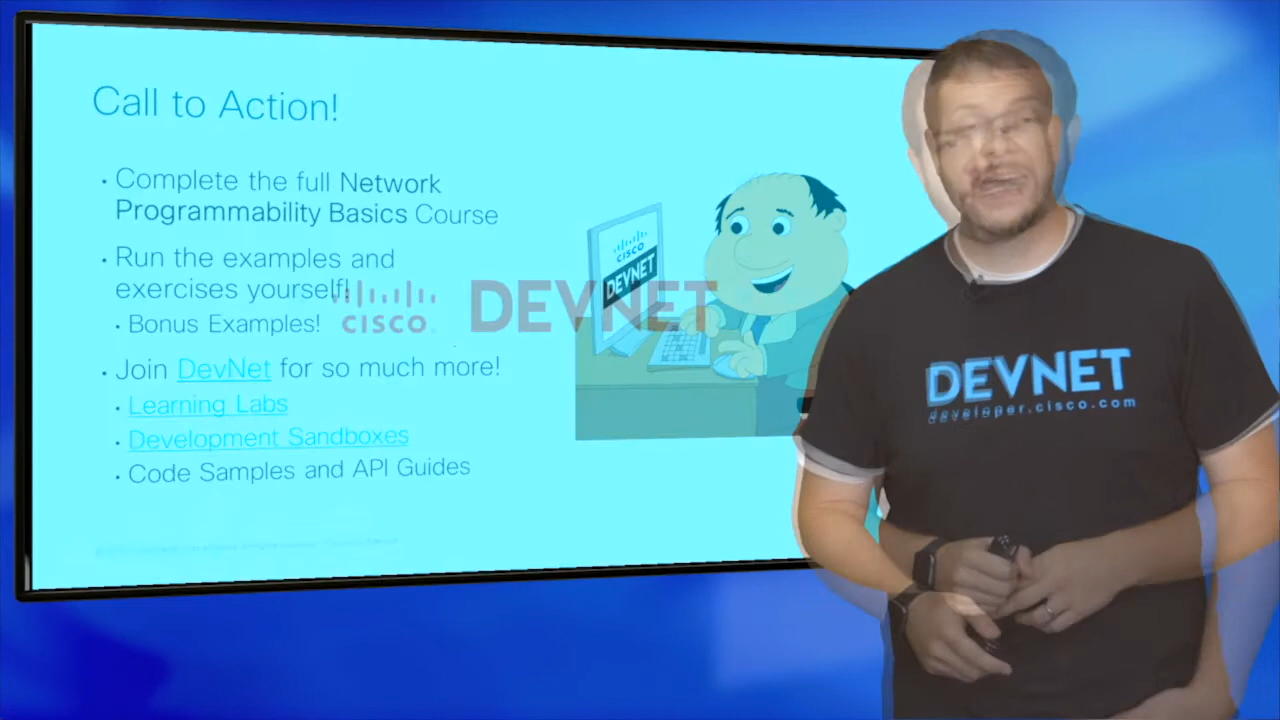 Call to Action!
• Complete the full Network
Programmability Basics Course
• Run the examples and
exercises yourself!
• Bonus Examples!
• Join DevNet for so much more!
• Learning Labs
• Development Sandboxes
• Code Samples and API Guides
CISCO
DEVNET
CISCO
DEVNET
DEVNET
developer.cisco.com